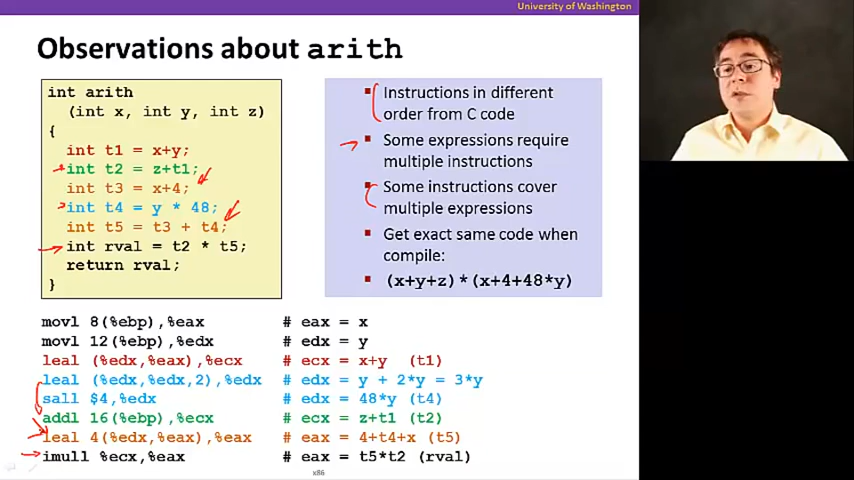 University of Washington
Observations about arith
int arith
(int x, int y, int z)
{
int t1 = x+y;
int t2 = z+t1;
int t3 = x+4;
int t4 = y * 48;
int t5 = t3 + t4;
int rval = t2 * t5;
return rval;
}
Instructions in different
order from C code
Some expressions require
multiple instructions
Some instructions cover
multiple expressions
Get exact same code when
compile:
(x+y+z)*(x+4+48*y)
movl 8(%ebp),%eax # eax = x
movl 12(%ebp),%edx # edx = y
leal (%edx,%eax),%ecx # ecx = x+y (t1)
leal (%edx,%edx,2),%edx # edx = y + 2*y = 3*y
sall $4,%edx # edx = 48*y (t4)
addl 16(%ebp),%ecx # ecx = z+t1 (t2)
leal 4(%edx,%eax),%eax # eax = 4+t4+x (t5)
imull %ecx,%eax # eax = t5*t2 (rval)
x86